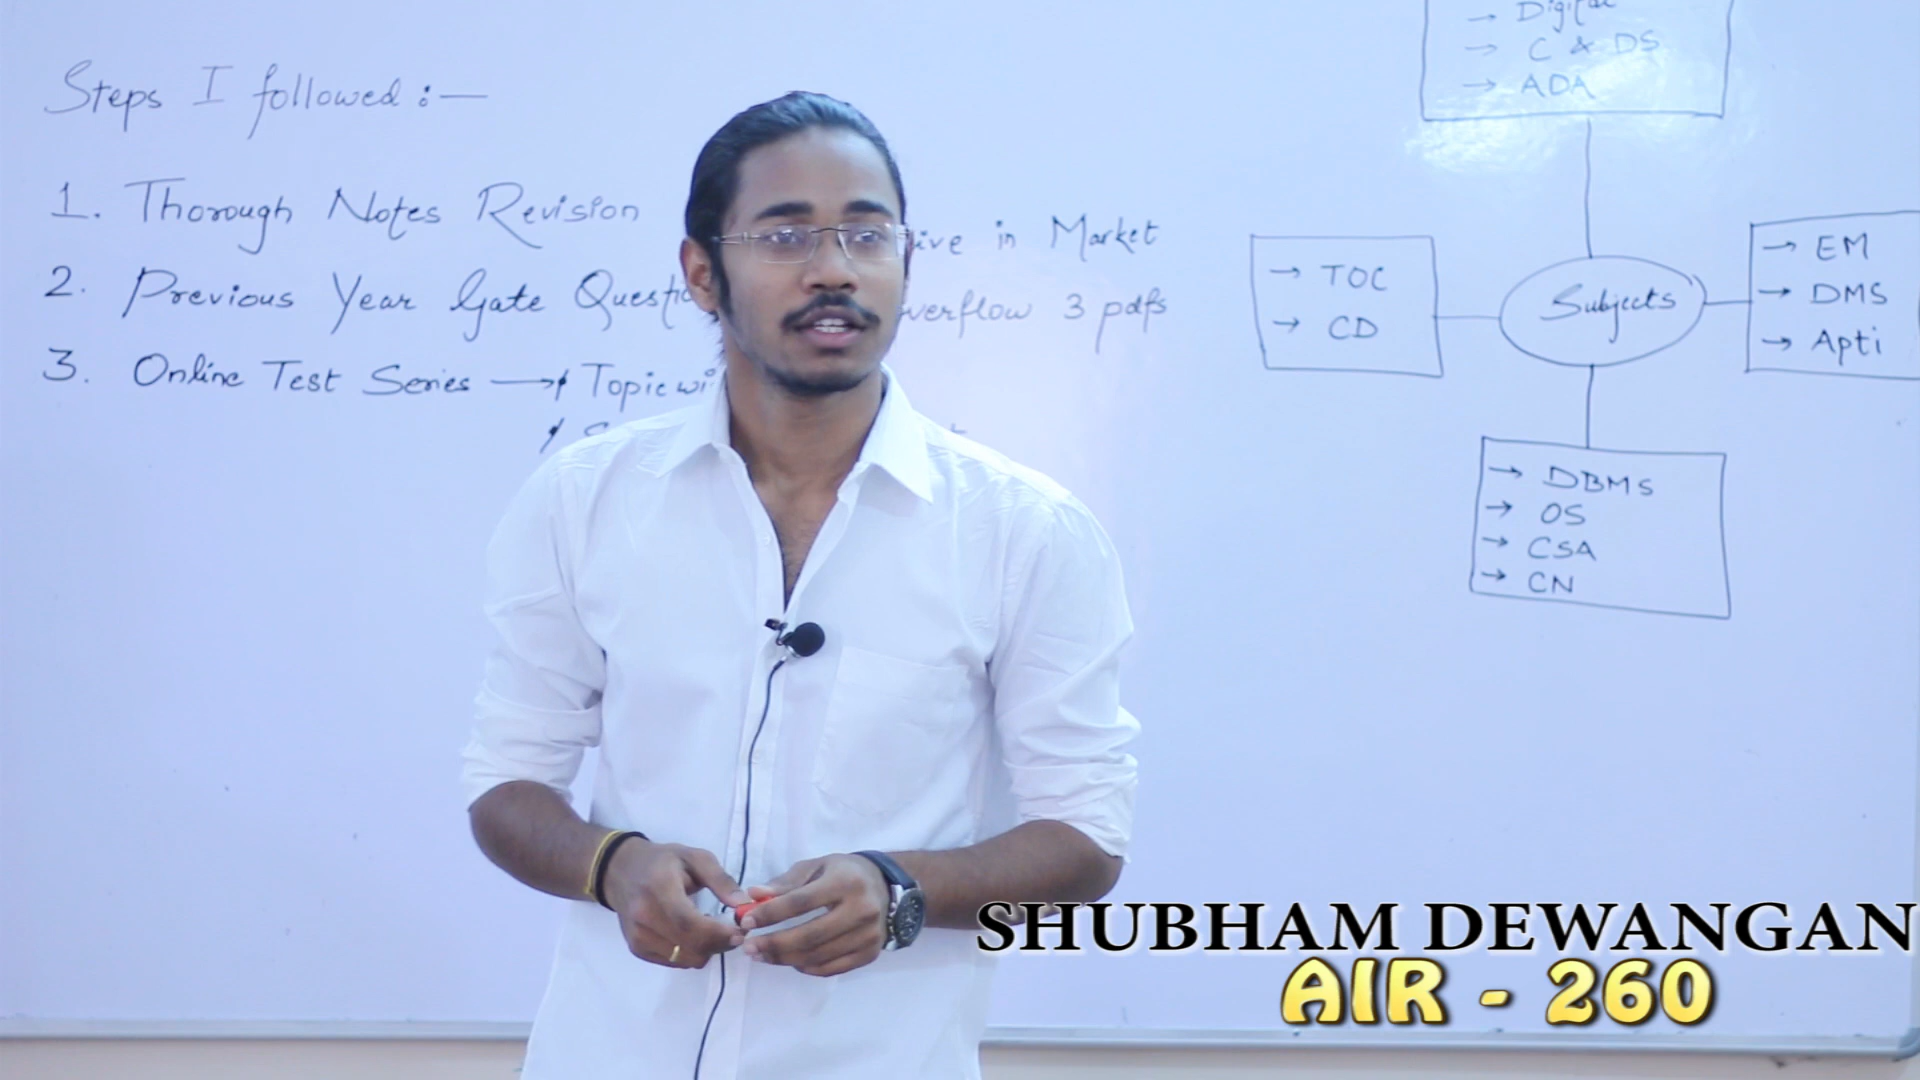 Steps I followed :—
1. Thorough Notes Revision
in Market
2. Previous Year Gate
3 pdfs
3. Online Test Series →
→ Digital
→ C & DS
→ ADA
→ TOC
→ CD
Subjects
→ EM
→ DMS
→ Apti
→ DBMS
→ OS
→ CSA
→ CN
SHUBHAM DEWANGAN
AIR - 260